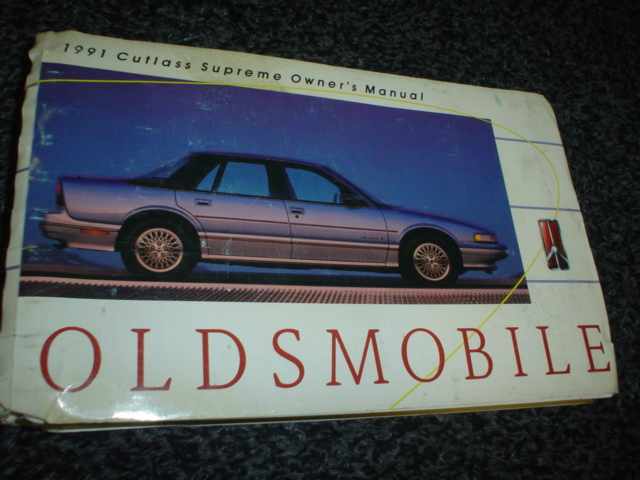 1991 Cutlass Supreme Owner's Manual
OLDSMOBILE